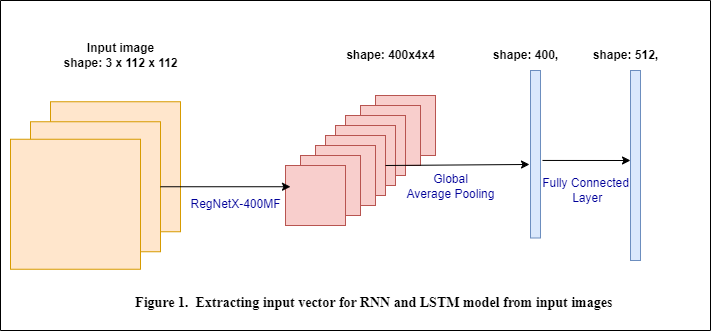 Input image
shape: 3 x 112 x 112
shape: 400x4x4
shape: 400,
shape: 512,
RegNetX-400MF
Global
Average Pooling
Fully Connected
Layer
Figure 1.  Extracting input vector for RNN and LSTM model from input images